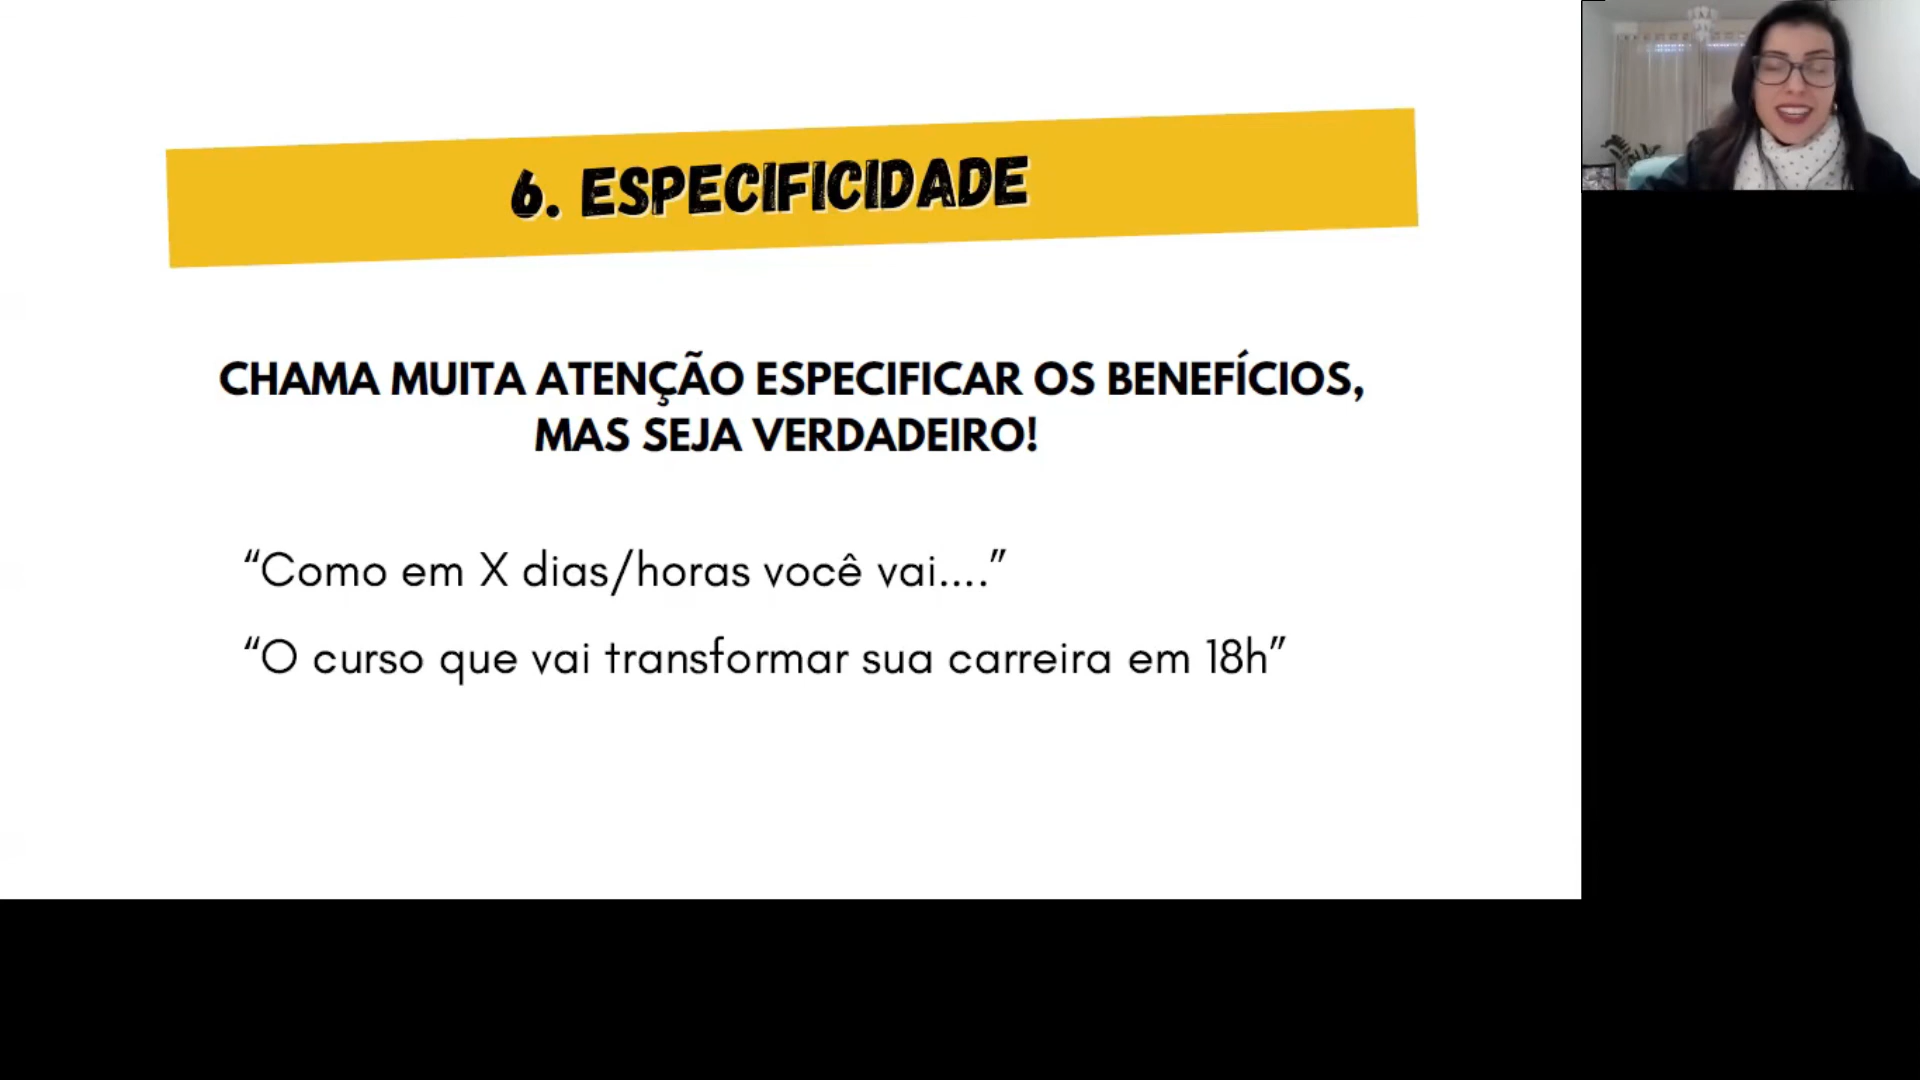 6. ESPECIFICIDADE
CHAMA MUITA ATENÇÃO ESPECIFICAR OS BENEFÍCIOS,
MAS SEJA VERDADEIRO!
“Como em X dias/horas você vai....”
“O curso que vai transformar sua carreira em 18h”